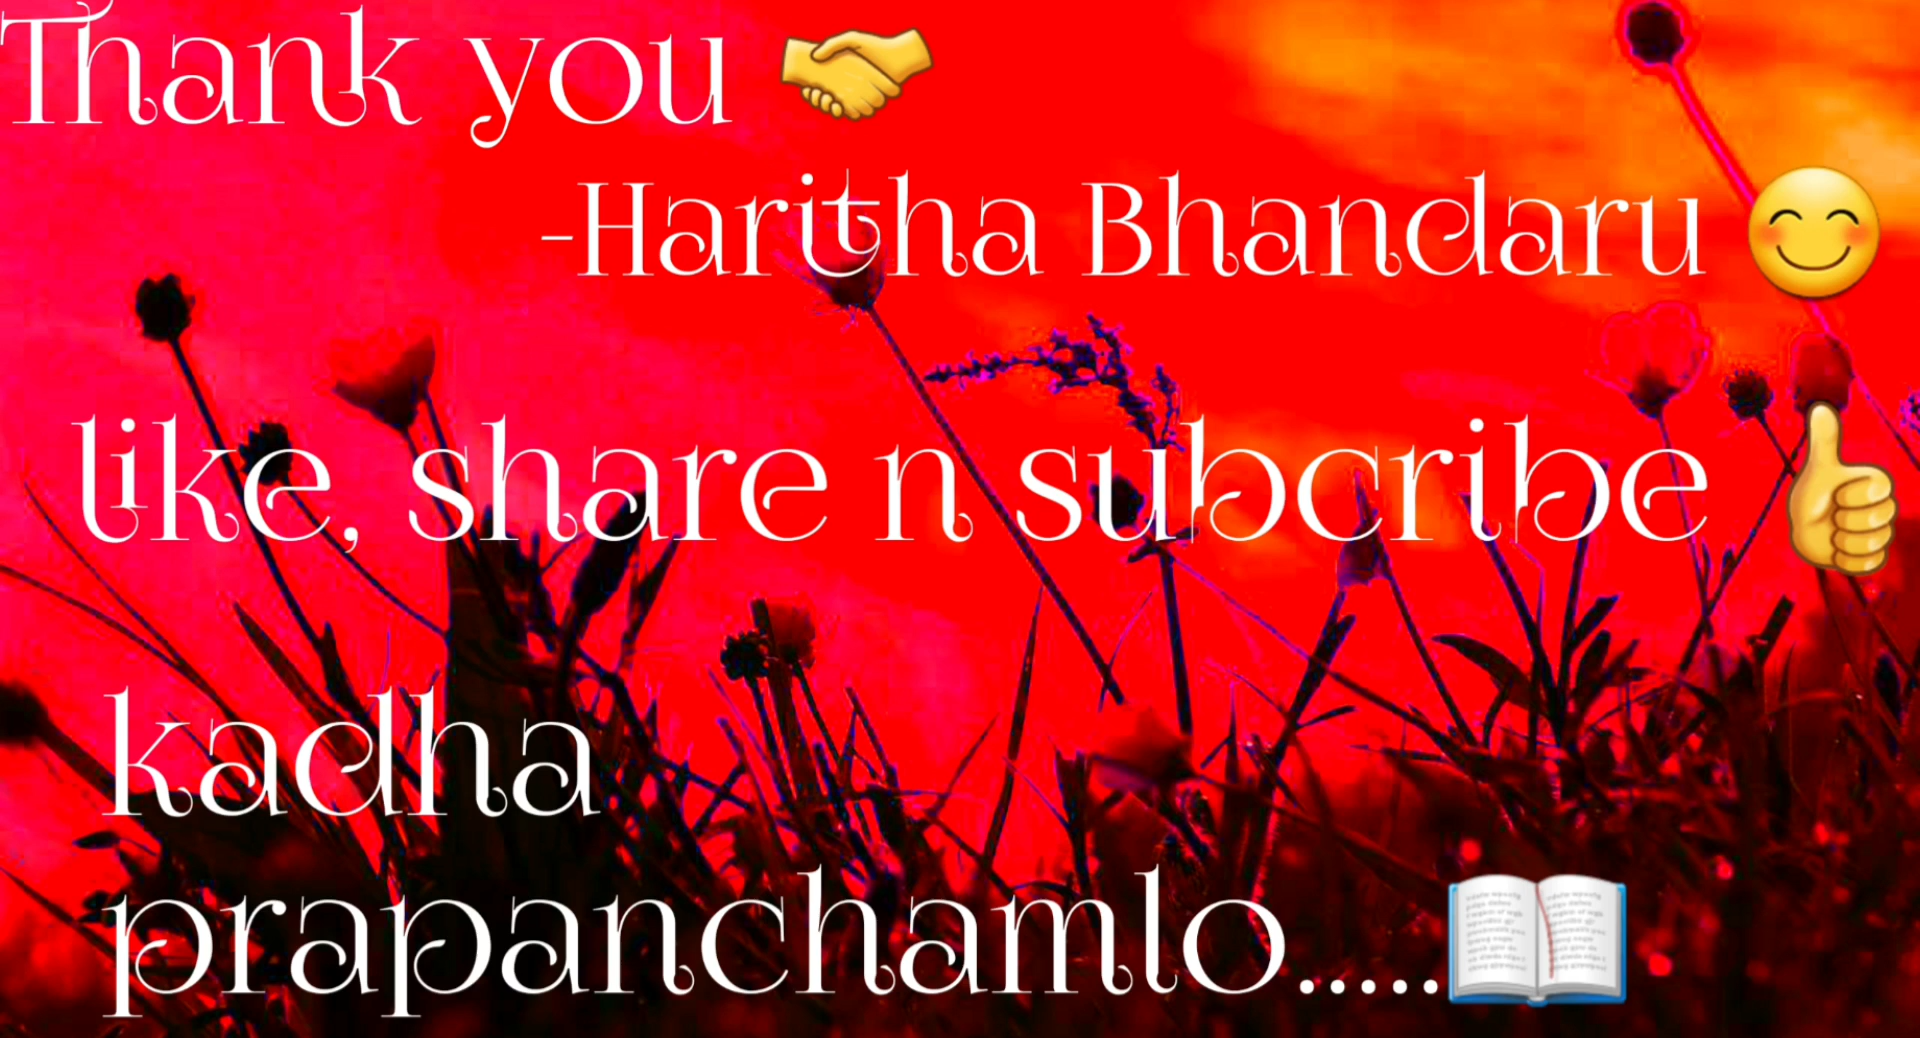 Thank you 🤝
-Haritha Bhandaru 😊
like, share n subcribe 👍
kadha
prapanchamlo.....📖